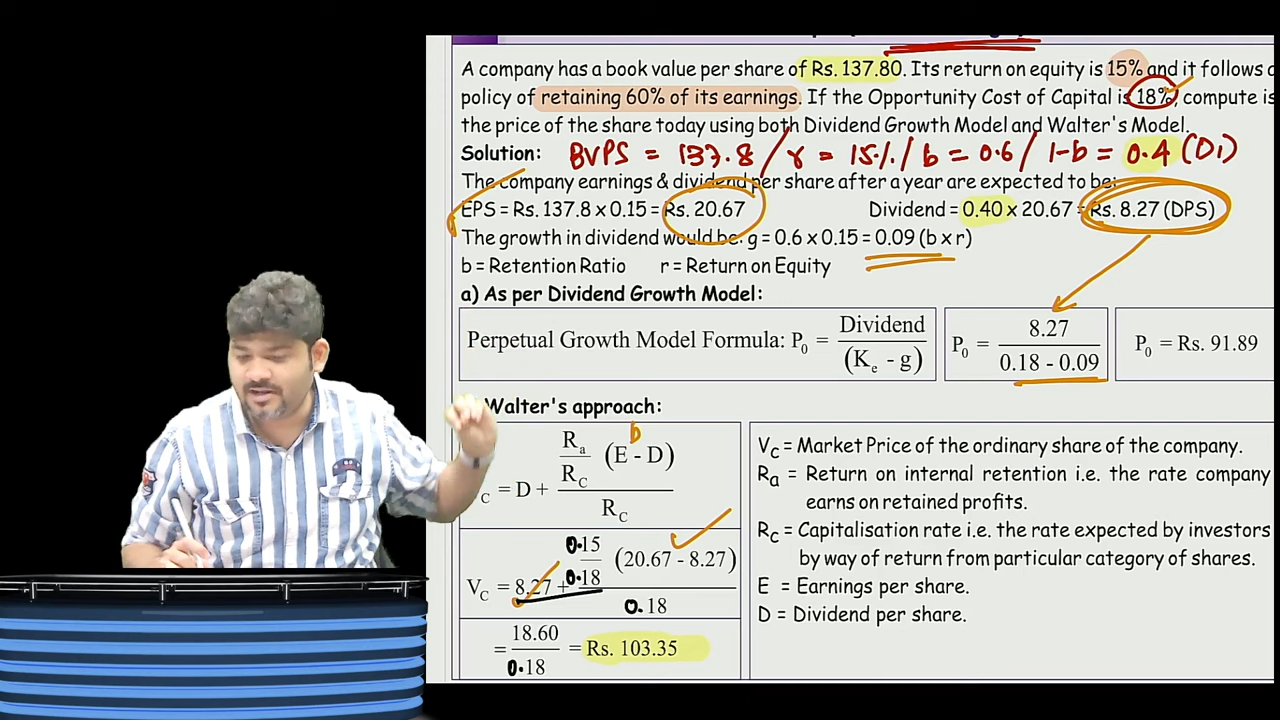 A company has a book value per share of Rs. 137.80. Its return on equity is 15% and it follows a
policy of retaining 60% of its earnings. If the Opportunity Cost of Capital is 18%, compute is
the price of the share today using both Dividend Growth Model and Walter's Model.
Solution: BVPS = 137.8 / r = 15% / b = 0.6 / 1-b = 0.4 (D1)
The company earnings & dividend per share after a year are expected to be:
EPS = Rs. 137.8 x 0.15 = Rs. 20.67 Dividend = 0.40 x 20.67 = Rs. 8.27 (DPS)
The growth in dividend would be: g = 0.6 x 0.15 = 0.09 (b x r)
b = Retention Ratio r = Return on Equity
a) As per Dividend Growth Model:
Perpetual Growth Model Formula: P0 = Dividend / (Ke - g) P0 = 8.27 / 0.18 - 0.09 P0 = Rs. 91.89
Walter's approach:
b
C = D + Ra / RC (E - D) / RC
VC = 8.27 + 0.15 / 0.18 (20.67 - 8.27) / 0.18
= 18.60 / 0.18 = Rs. 103.35
VC = Market Price of the ordinary share of the company.
Ra = Return on internal retention i.e. the rate company
earns on retained profits.
RC = Capitalisation rate i.e. the rate expected by investors
by way of return from particular category of shares.
E = Earnings per share.
D = Dividend per share.